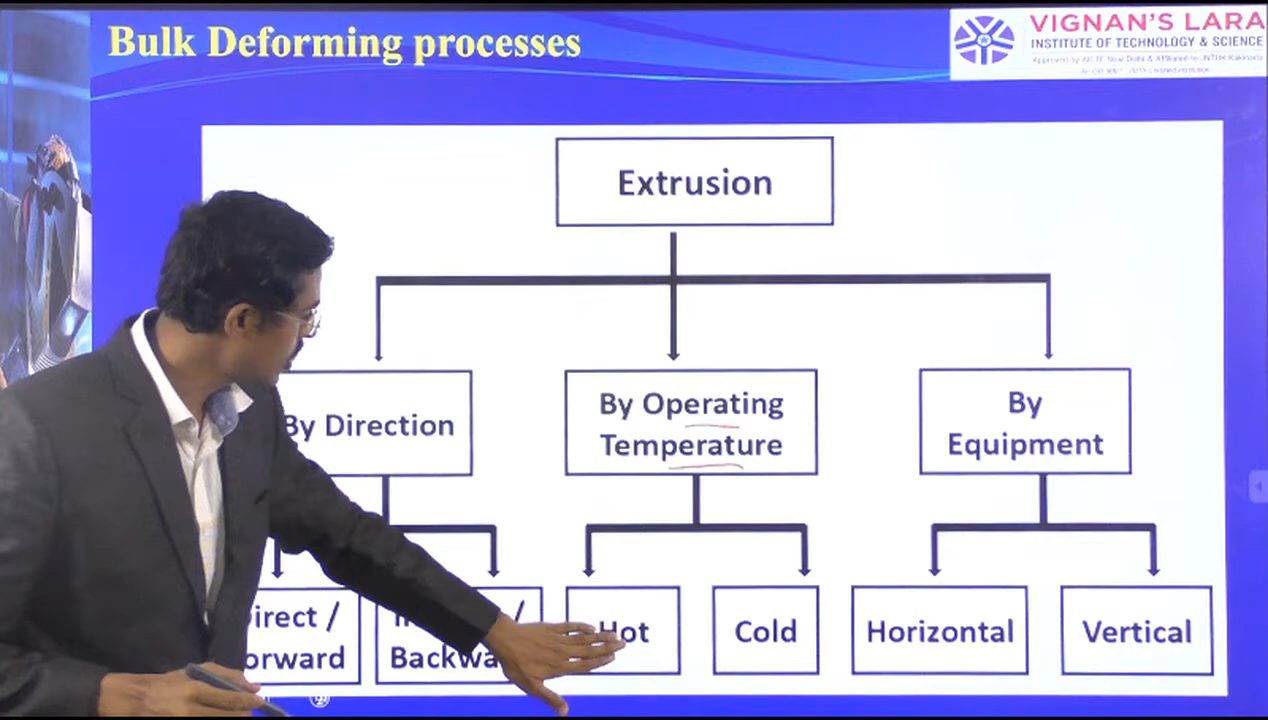 Bulk Deforming processes
VIGNAN'S LARA
INSTITUTE OF TECHNOLOGY & SCIENCE
Extrusion
By Direction
By Operating
Temperature
By
Equipment
irect /
orward
/
Backwa
Hot
Cold
Horizontal
Vertical